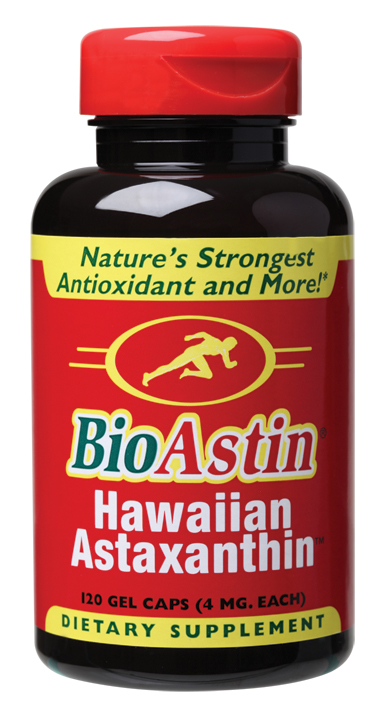 Nature's Strongest
Antioxidant and More!*
BioAstin®
Hawaiian
Astaxanthin™
120 GEL CAPS (4 MG. EACH)
DIETARY SUPPLEMENT